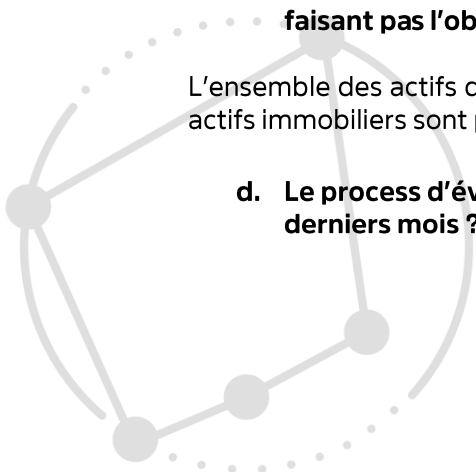 faisant pas l'ob
L'ensemble des actifs
actifs immobiliers sont
d. Le process d'év
derniers mois ?